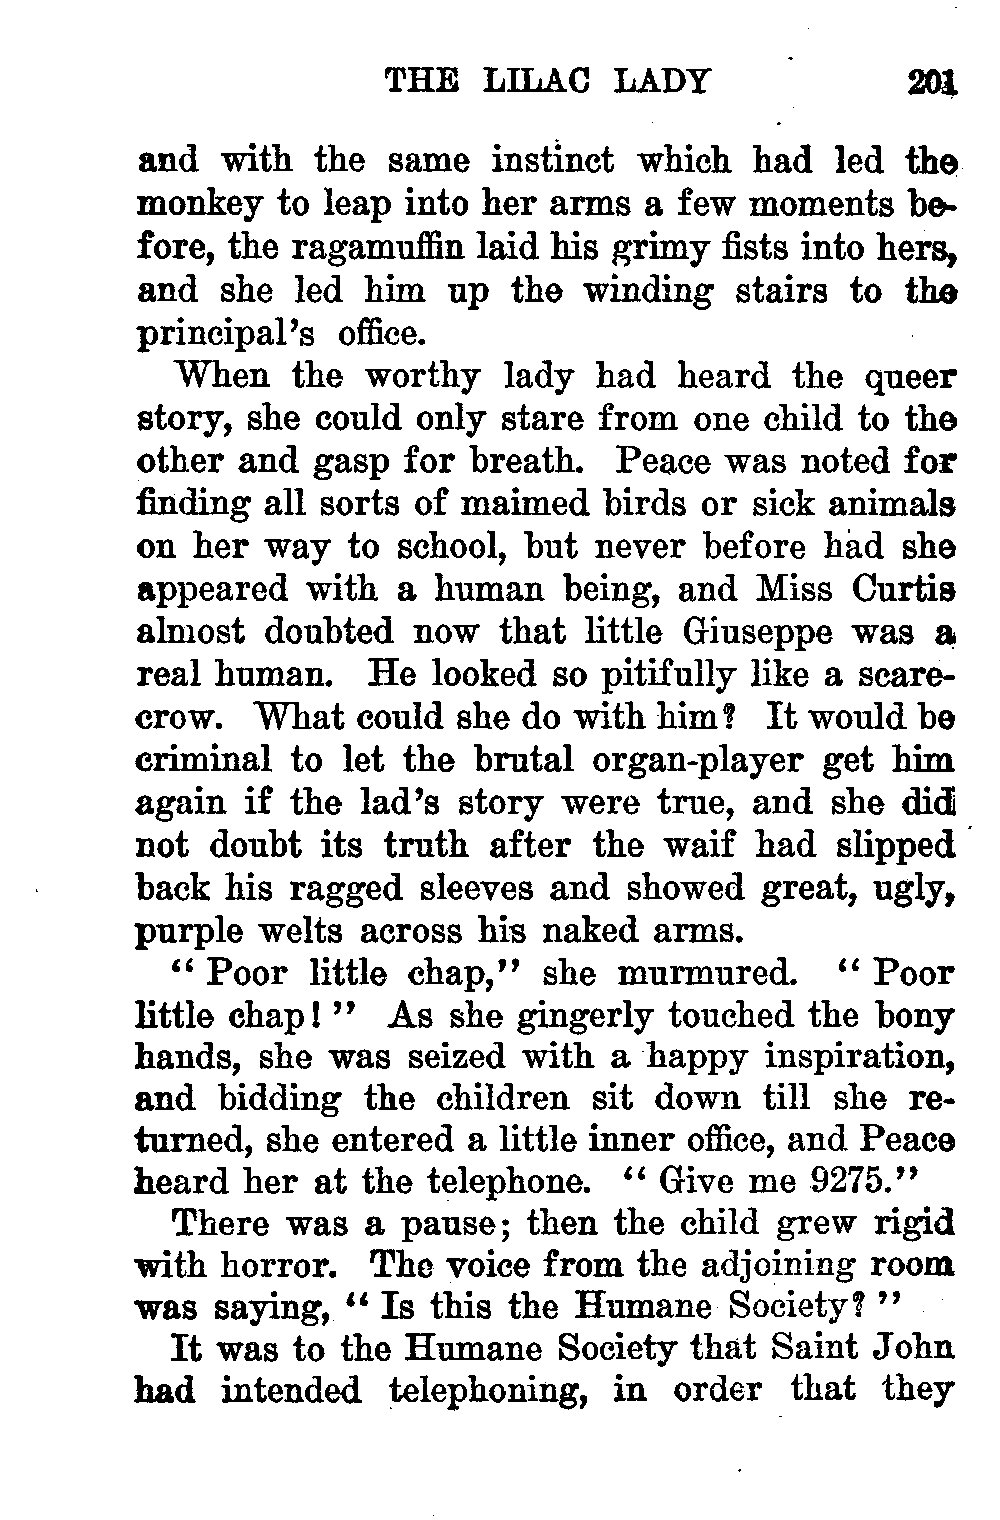 THE LILAC LADY 201
and with the same instinct which had led the
monkey to leap into her arms a few moments be-
fore, the ragamuffin laid his grimy fists into hers,
and she led him up the winding stairs to the
principal's office.
When the worthy lady had heard the queer
story, she could only stare from one child to the
other and gasp for breath. Peace was noted for
finding all sorts of maimed birds or sick animals
on her way to school, but never before had she
appeared with a human being, and Miss Curtis
almost doubted now that little Giuseppe was a
real human. He looked so pitifully like a scare-
crow. What could she do with him? It would be
criminal to let the brutal organ-player get him
again if the lad's story were true, and she did
not doubt its truth after the waif had slipped
back his ragged sleeves and showed great, ugly,
purple welts across his naked arms.
"Poor little chap," she murmured. "Poor
little chap!" As she gingerly touched the bony
hands, she was seized with a happy inspiration,
and bidding the children sit down till she re-
turned, she entered a little inner office, and Peace
heard her at the telephone. "Give me 9275."
There was a pause; then the child grew rigid
with horror. The voice from the adjoining room
was saying, "Is this the Humane Society?"
It was to the Humane Society that Saint John
had intended telephoning, in order that they